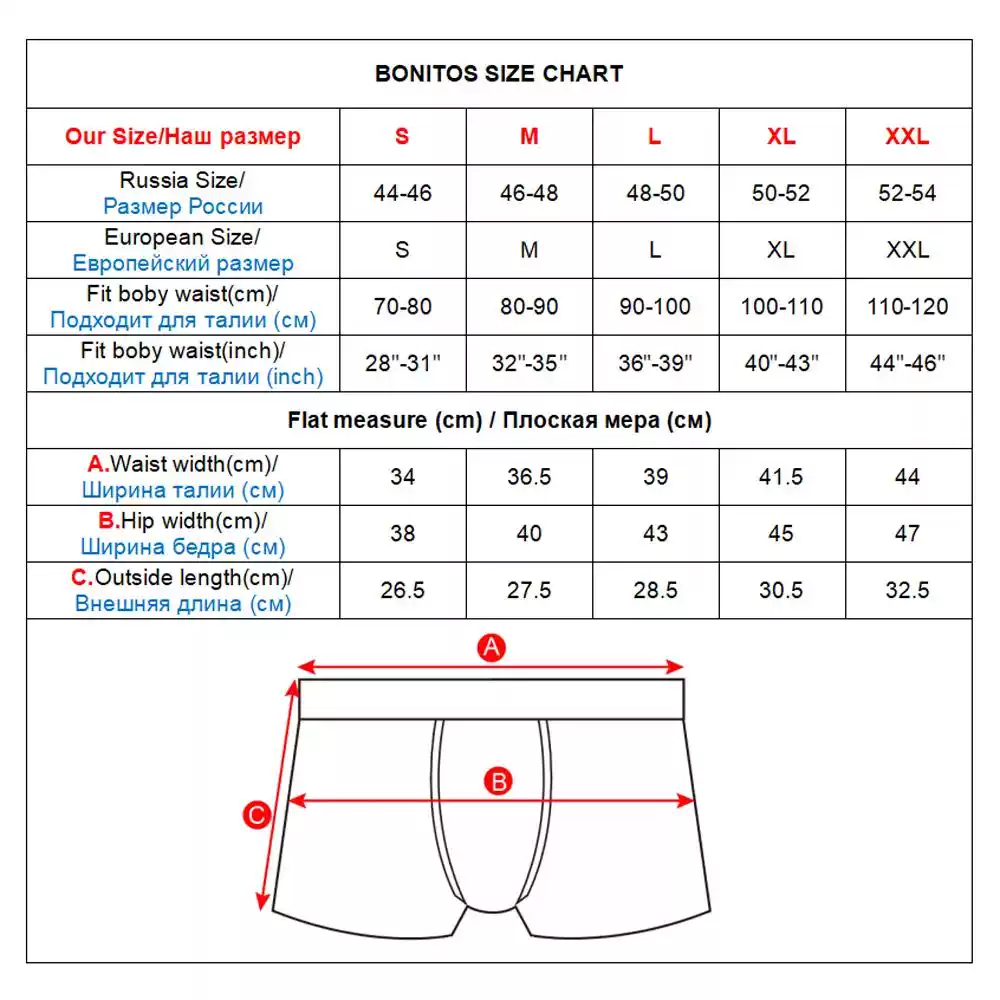 BONITOS SIZE CHART
Our Size/Наш размер S M L XL XXL
Russia Size/
Размер России 44-46 46-48 48-50 50-52 52-54
European Size/
Европейский размер S M L XL XXL
Fit boby waist(cm)/
Подходит для талии (см) 70-80 80-90 90-100 100-110 110-120
Fit boby waist(inch)/
Подходит для талии (inch) 28"-31" 32"-35" 36"-39" 40"-43" 44"-46"
Flat measure (cm) / Плоская мера (см)
A.Waist width(cm)/
Ширина талии (см) 34 36.5 39 41.5 44
B.Hip width(cm)/
Ширина бедра (см) 38 40 43 45 47
C.Outside length(cm)/
Внешняя длина (см) 26.5 27.5 28.5 30.5 32.5
A
B
C